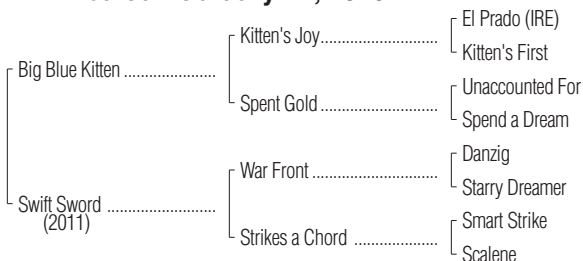 El Prado (IRE)
Kitten's Joy
Kitten's First
Big Blue Kitten
Unaccounted For
Spent Gold
Spend a Dream
Danzig
War Front
Starry Dreamer
Swift Sword
(2011)
Smart Strike
Strikes a Chord
Scalene